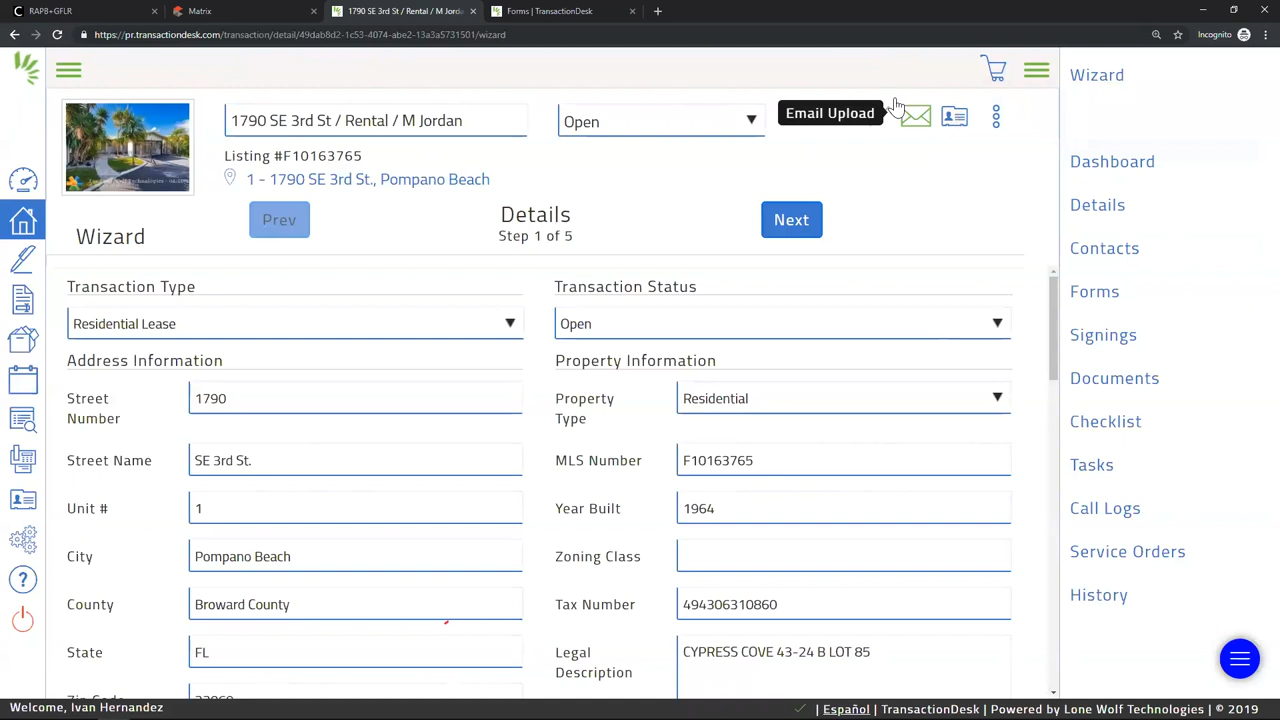 RAPB+GFLR
Matrix
1790 SE 3rd St / Rental / M Jorda
Forms | TransactionDesk
https://pr.transactiondesk.com/transaction/detail/49dab8d2-1c53-4074-abe2-13a3a5731501/wizard
Incognito
1790 SE 3rd St / Rental / M Jordan
Open
Email Upload
Listing #F10163765
1 - 1790 SE 3rd St., Pompano Beach
Wizard
Prev
Details
Step 1 of 5
Next
Transaction Type
Residential Lease
Transaction Status
Open
Address Information
Property Information
Street Number
1790
Property Type
Residential
Street Name
SE 3rd St.
MLS Number
F10163765
Unit #
1
Year Built
1964
City
Pompano Beach
Zoning Class
County
Broward County
Tax Number
494306310860
State
FL
Legal Description
CYPRESS COVE 43-24 B LOT 85
Wizard
Dashboard
Details
Contacts
Forms
Signings
Documents
Checklist
Tasks
Call Logs
Service Orders
History
Welcome, Ivan Hernandez
| Español | TransactionDesk | Powered by Lone Wolf Technologies | © 2019